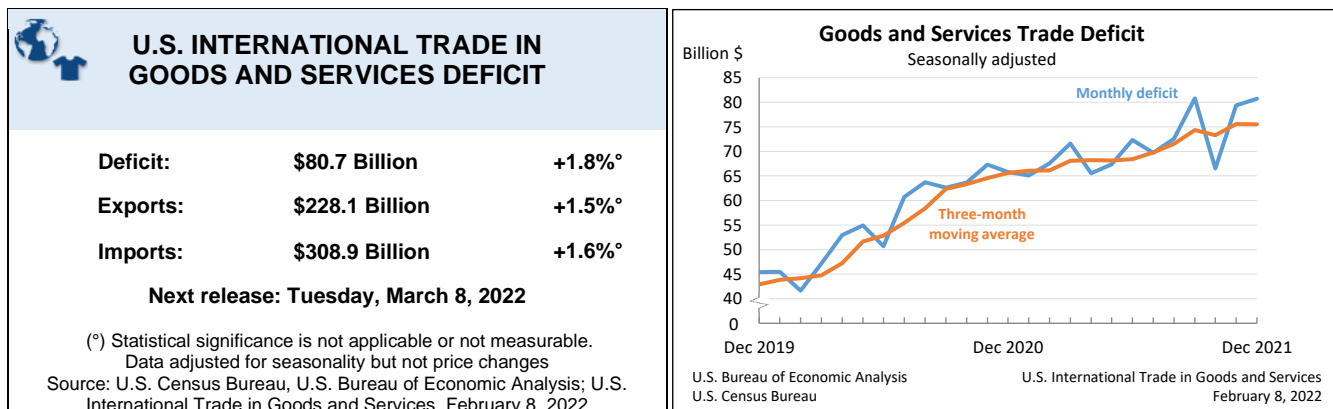 U.S. INTERNATIONAL TRADE IN
GOODS AND SERVICES DEFICIT
Deficit: $80.7 Billion +1.8%°
Exports: $228.1 Billion +1.5%°
Imports: $308.9 Billion +1.6%°
Next release: Tuesday, March 8, 2022
(°) Statistical significance is not applicable or not measurable.
Data adjusted for seasonality but not price changes
Source: U.S. Census Bureau, U.S. Bureau of Economic Analysis; U.S.
International Trade in Goods and Services, February 8, 2022
Goods and Services Trade Deficit
Seasonally adjusted
Billion $
85
80
75
70
65
60
55
50
45
40
0
Monthly deficit
Three-month
moving average
Dec 2019
Dec 2020
Dec 2021
U.S. Bureau of Economic Analysis
U.S. Census Bureau
U.S. International Trade in Goods and Services
February 8, 2022